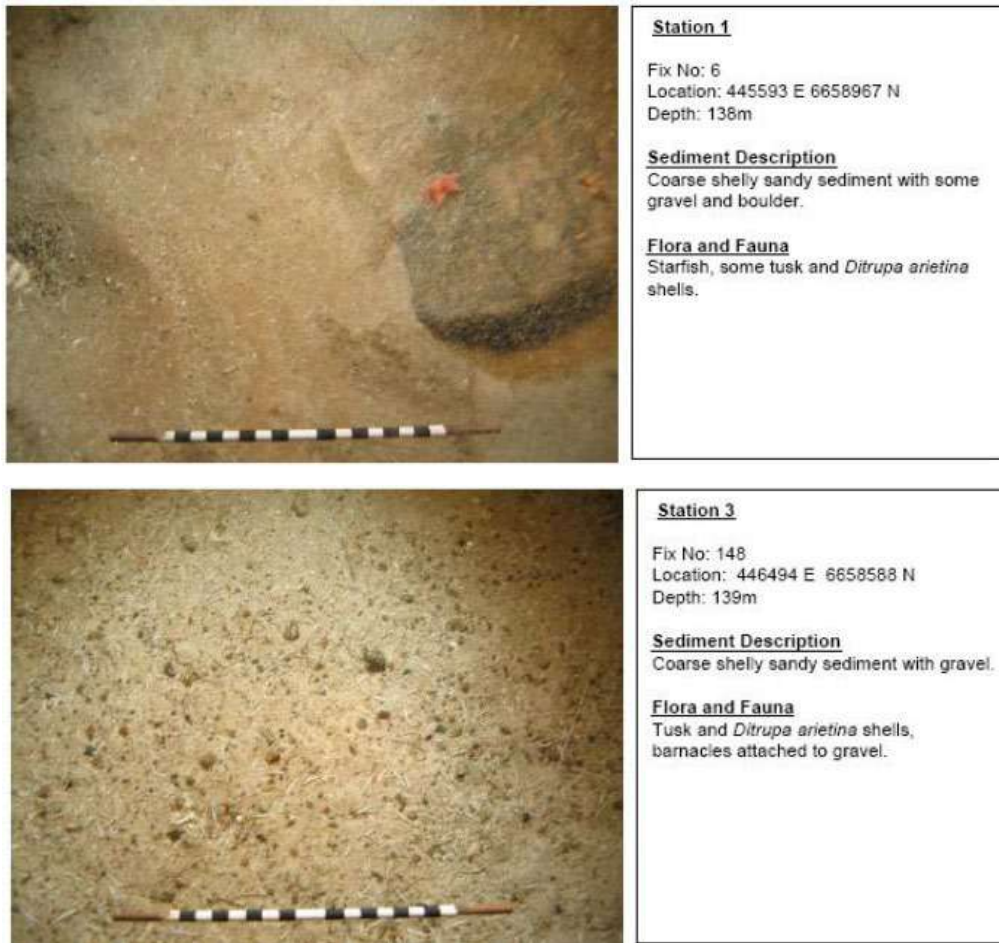 Station 1
Fix No: 6
Location: 445593 E 6658967 N
Depth: 138m
Sediment Description
Coarse shelly sandy sediment with some
gravel and boulder.
Flora and Fauna
Starfish, some tusk and Ditrupa arietina
shells.
Station 3
Fix No: 148
Location: 446494 E 6658588 N
Depth: 139m
Sediment Description
Coarse shelly sandy sediment with gravel.
Flora and Fauna
Tusk and Ditrupa arietina shells,
barnacles attached to gravel.